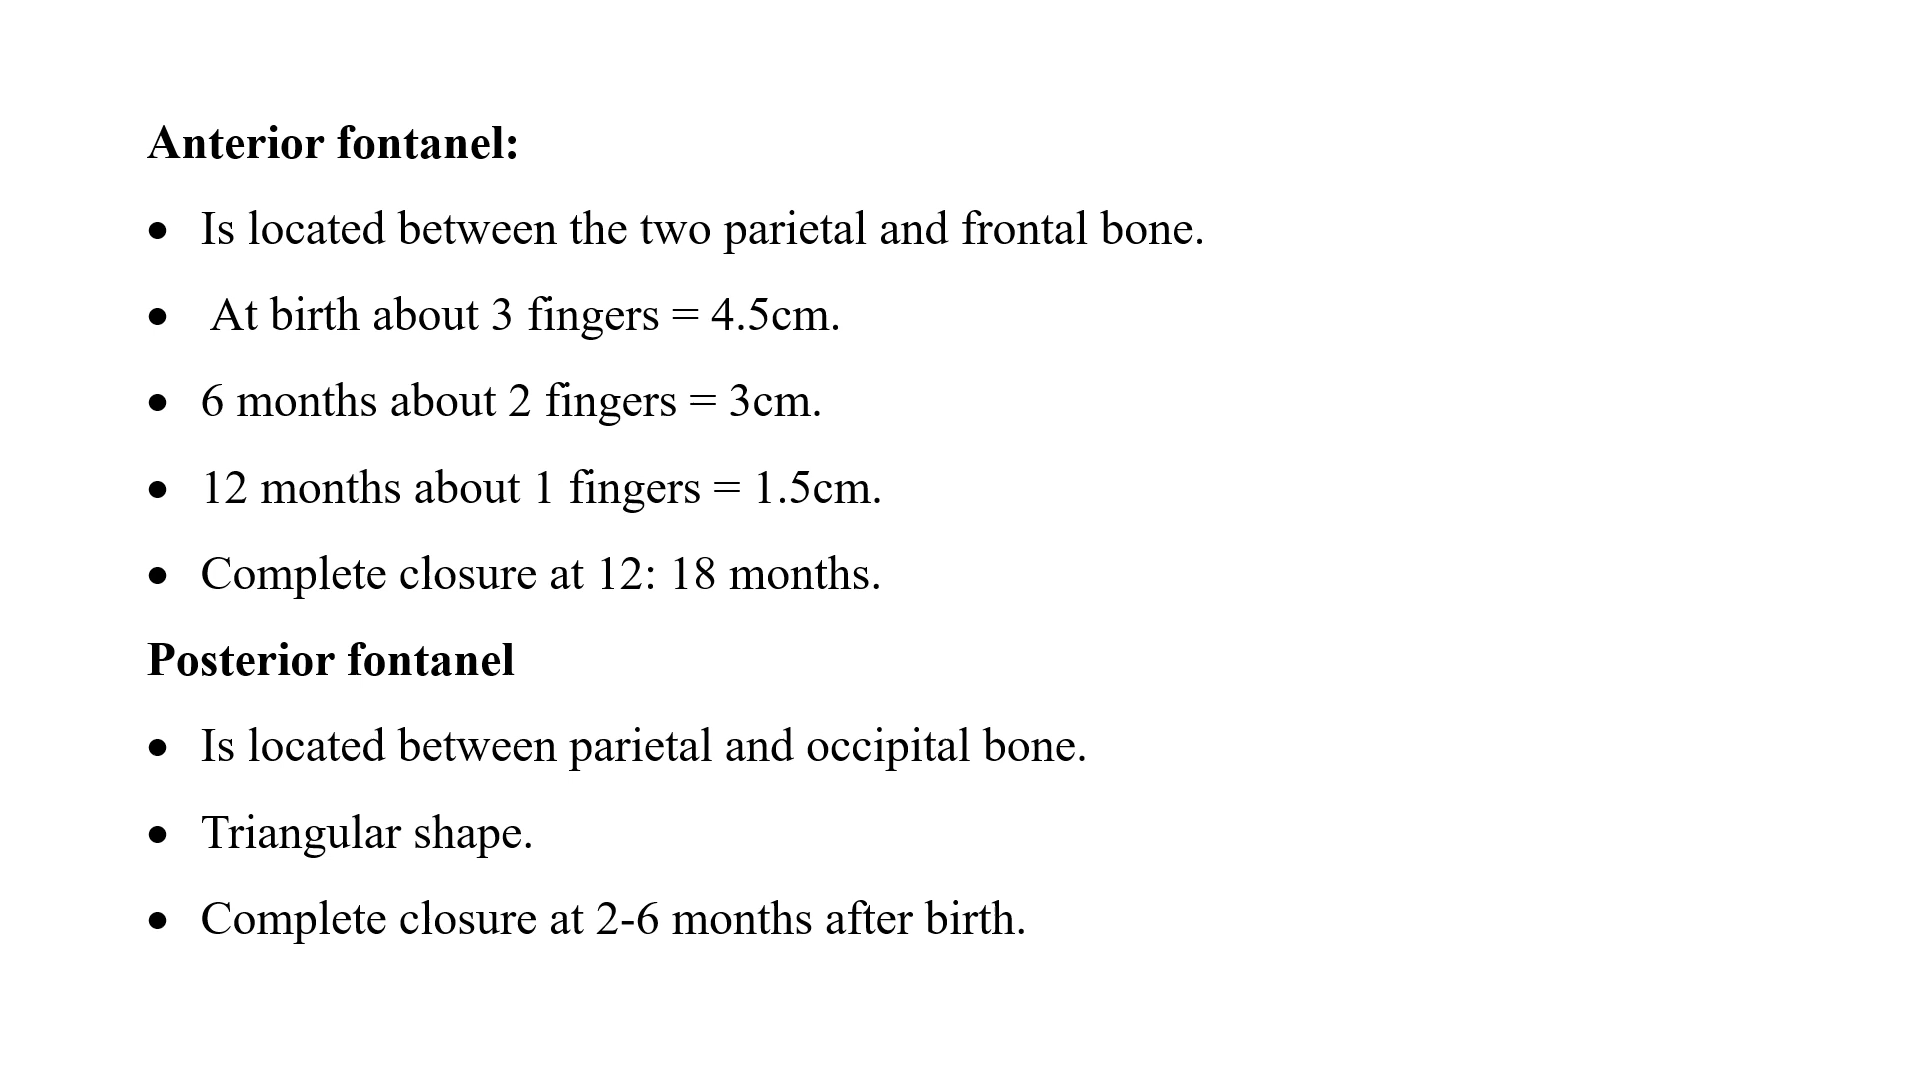 Anterior fontanel:
• Is located between the two parietal and frontal bone.
• At birth about 3 fingers = 4.5cm.
• 6 months about 2 fingers = 3cm.
• 12 months about 1 fingers = 1.5cm.
• Complete closure at 12: 18 months.
Posterior fontanel
• Is located between parietal and occipital bone.
• Triangular shape.
• Complete closure at 2-6 months after birth.